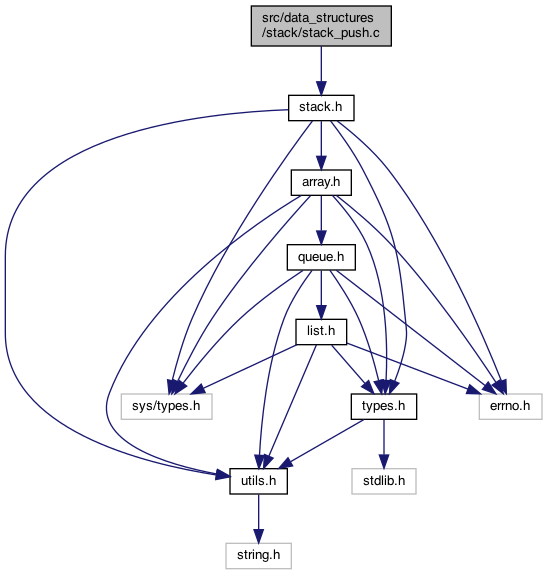 src/data_structures
/stack/stack_push.c
stack.h
array.h
queue.h
list.h
sys/types.h
types.h
errno.h
utils.h
stdlib.h
string.h